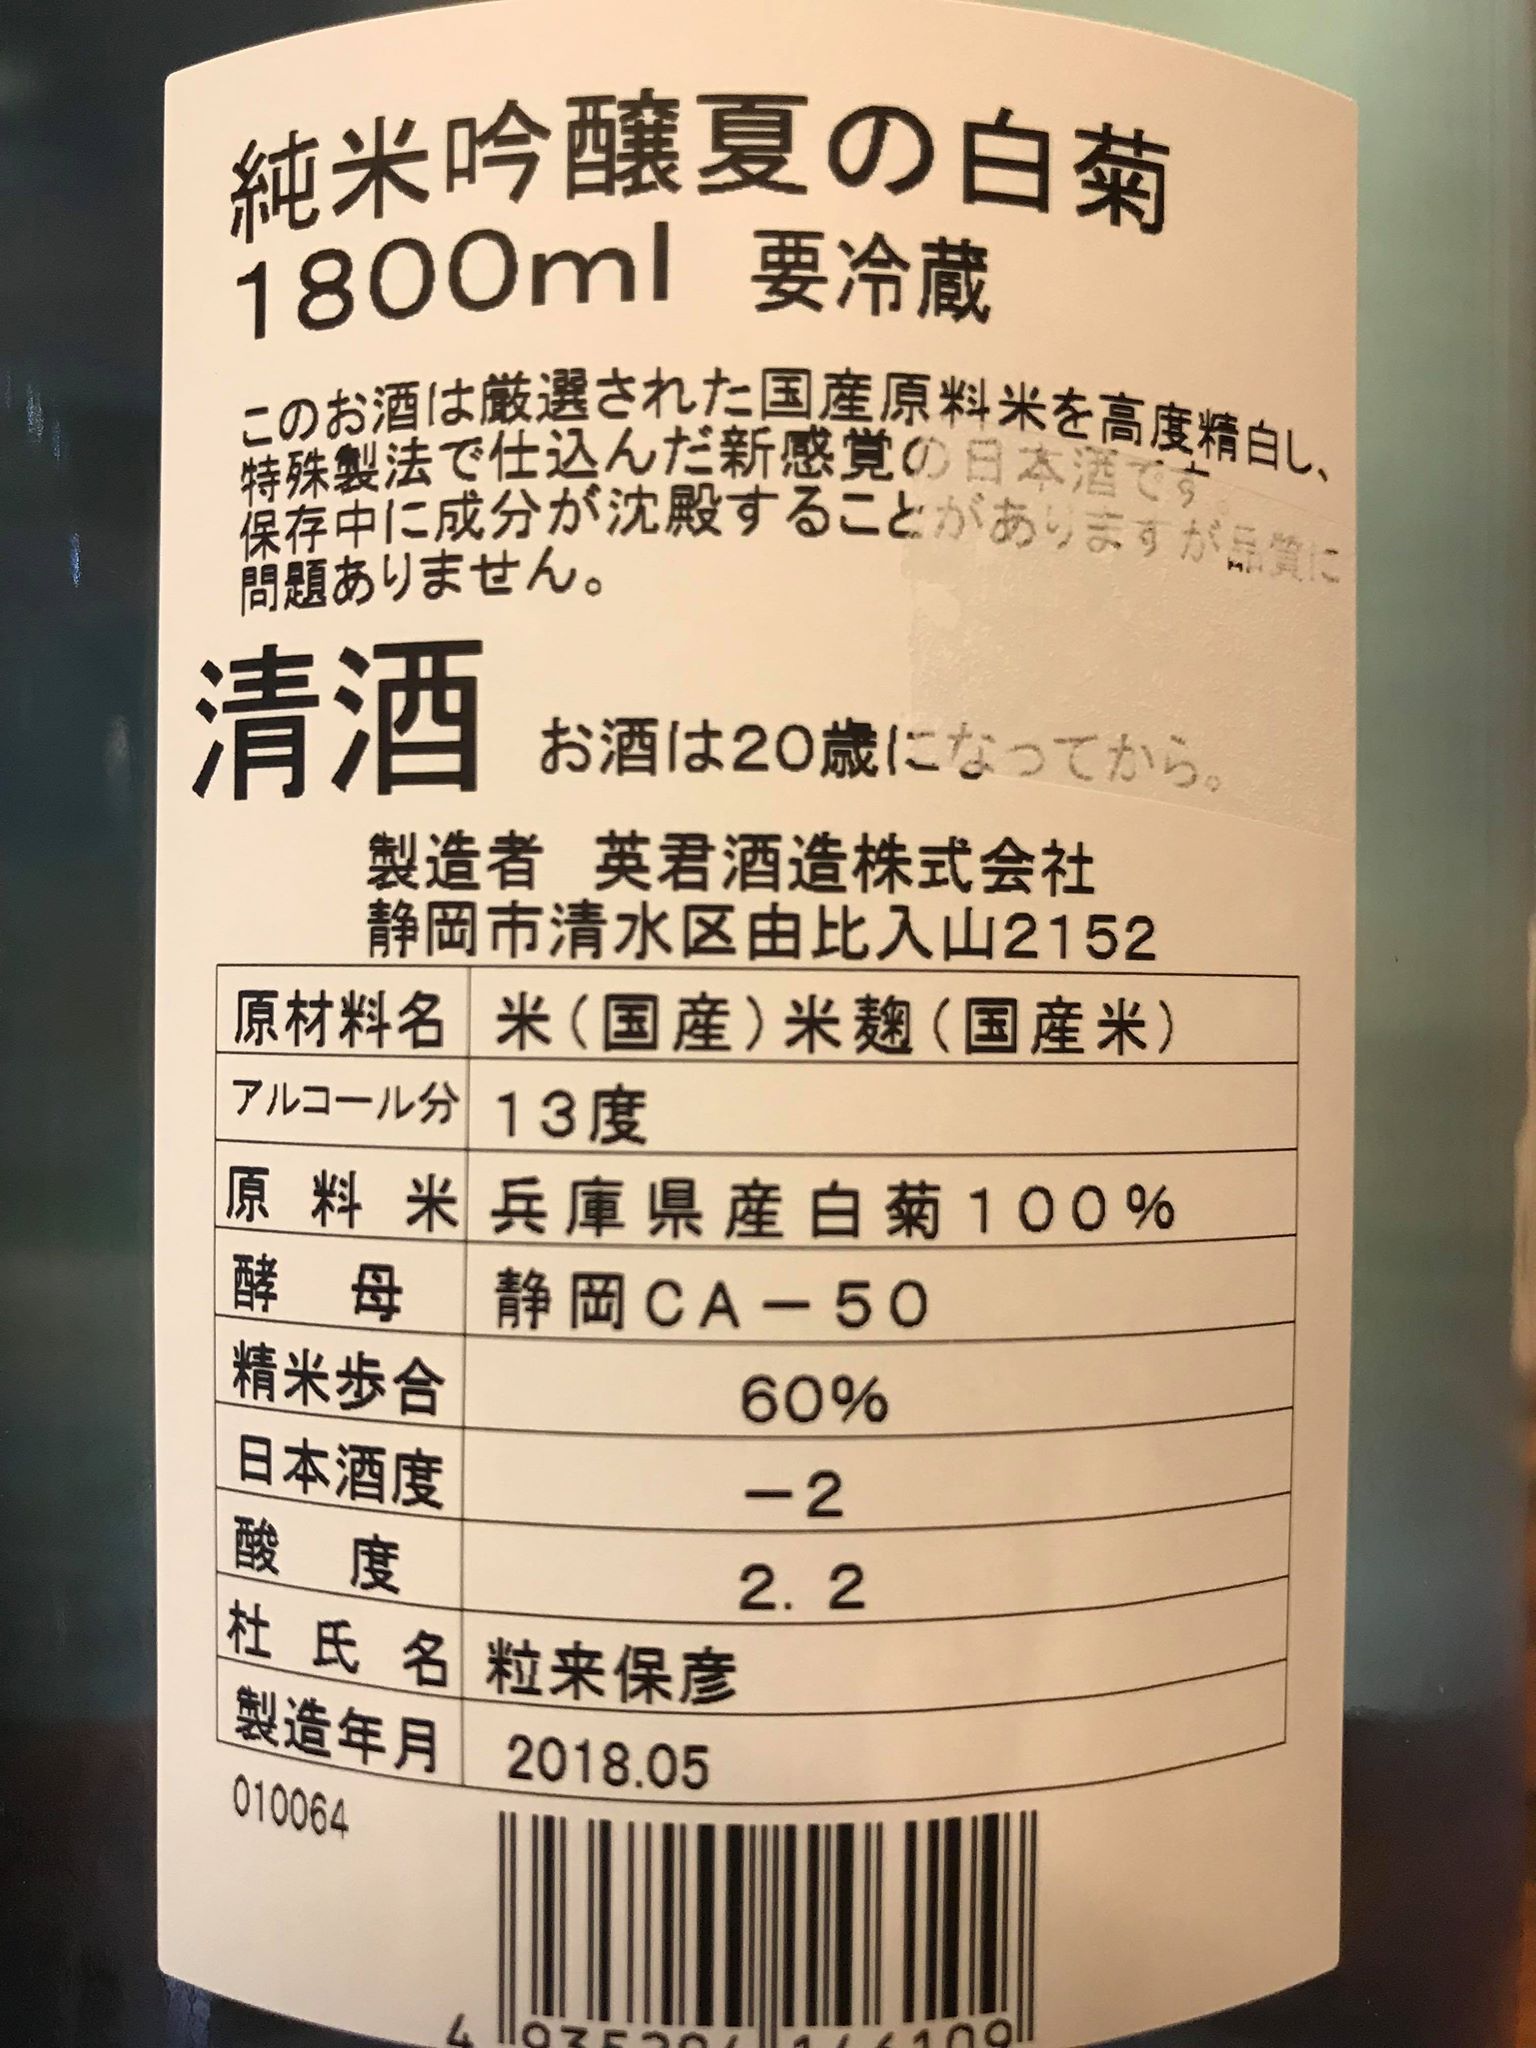 純米吟醸夏の白菊
1800ml 要冷蔵
このお酒は厳選された国産原料米を高度精白し、
特殊製法で仕込んだ新感覚の日本酒です。
保存中に成分が沈殿することがありますが品質に
問題ありません。
清酒 お酒は20歳になってから。
製造者 英君酒造株式会社
静岡市清水区由比入山2152
原材料名 米(国産)米麹(国産米)
アルコール分 13度
原料米 兵庫県産白菊100%
酵母 静岡CA-50
精米歩合 60%
日本酒度 -2
酸度 2.2
杜氏名 粒来保彦
製造年月 2018.05
010064